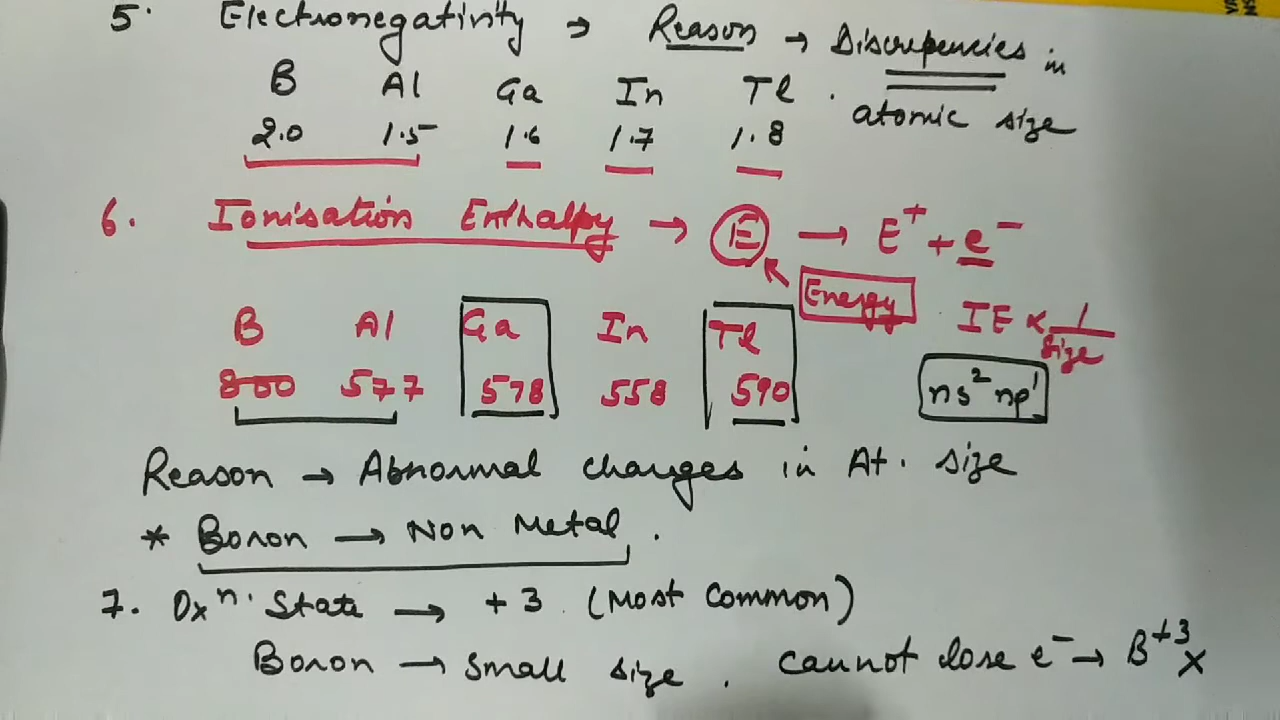 5. Electronegativity → Reason → Discrepencies in
atomic size
B Al Ga In Tl .
2.0 1.5 1.6 1.7 1.8
6. Ionisation Enthalpy → E → E⁺ + e⁻
Energy
IE ∝ 1/size
B Al Ga In Tl
800 577 578 558 590
ns² np¹
Reason → Abnormal changes in At. size
* Boron → Non Metal .
7. Oxⁿ. State → +3 (Most Common)
Boron → small size . cannot lose e⁻ → B⁺³ X